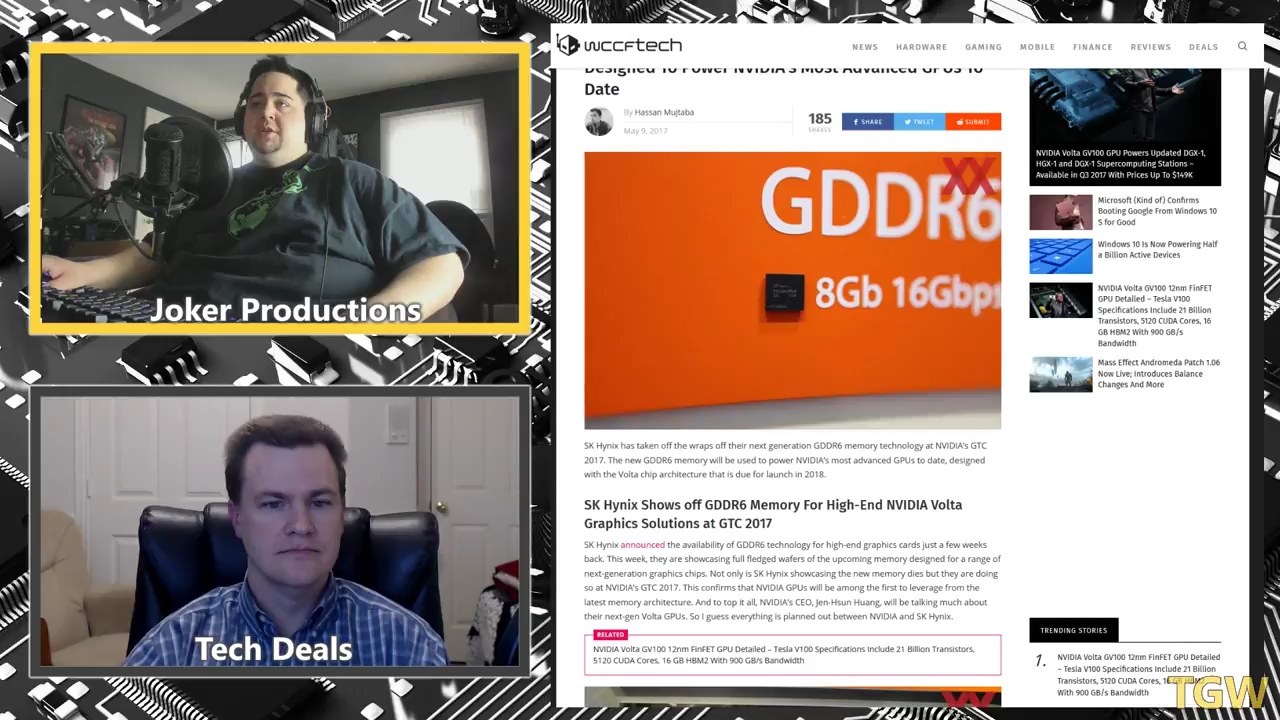 Joker Productions
Tech Deals
wccftech
NEWS HARDWARE GAMING MOBILE FINANCE REVIEWS DEALS
Designed To Power NVIDIA's Most Advanced GPUs To
Date
By Hassan Mujtaba
May 9, 2017
185
SHARES
SHARE
TWEET
SUBMIT
GDDR6
8Gb 16Gbps
SK Hynix has taken off the wraps off their next generation GDDR6 memory technology at NVIDIA's GTC
2017. The new GDDR6 memory will be used to power NVIDIA's most advanced GPUs to date, designed
with the Volta chip architecture that is due for launch in 2018.
SK Hynix Shows off GDDR6 Memory For High-End NVIDIA Volta
Graphics Solutions at GTC 2017
SK Hynix announced the availability of GDDR6 technology for high-end graphics cards just a few weeks
back. This week, they are showcasing full fledged wafers of the upcoming memory designed for a range of
next-generation graphics chips. Not only is SK Hynix showcasing the new memory dies but they are doing
so at NVIDIA's GTC 2017. This confirms that NVIDIA GPUs will be among the first to leverage from the
latest memory architecture. And to top it all, NVIDIA's CEO, Jen-Hsun Huang, will be talking much about
their next-gen Volta GPUs. So I guess everything is planned out between NVIDIA and SK Hynix.
RELATED
NVIDIA Volta GV100 12nm FinFET GPU Detailed – Tesla V100 Specifications Include 21 Billion Transistors,
5120 CUDA Cores, 16 GB HBM2 With 900 GB/s Bandwidth
NVIDIA Volta GV100 GPU Powers Updated DGX-1,
HGX-1 and DGX-1 Supercomputing Stations –
Available in Q3 2017 With Prices Up To $149K
Microsoft (Kind of) Confirms
Booting Google From Windows 10
S for Good
Windows 10 Is Now Powering Half
a Billion Active Devices
NVIDIA Volta GV100 12nm FinFET
GPU Detailed – Tesla V100
Specifications Include 21 Billion
Transistors, 5120 CUDA Cores, 16
GB HBM2 With 900 GB/s
Bandwidth
Mass Effect Andromeda Patch 1.06
Now Live; Introduces Balance
Changes And More
TRENDING STORIES
1.
NVIDIA Volta GV100 12nm FinFET GPU Detailed
– Tesla V100 Specifications Include 21 Billion
Transistors, 5120 CUDA Cores, 16 GB HBM2
With 900 GB/s Bandwidth
TGW